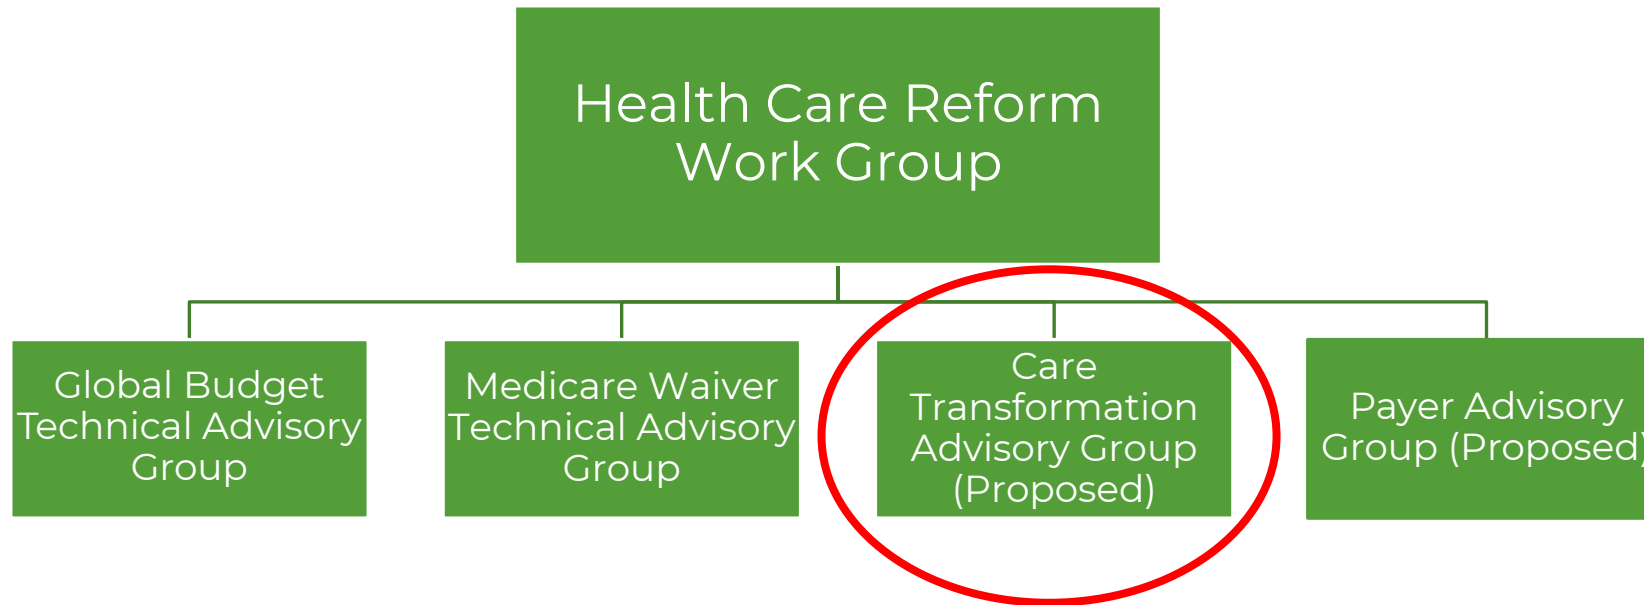 Health Care Reform
Work Group
Global Budget
Technical Advisory
Group
Medicare Waiver
Technical Advisory
Group
Care
Transformation
Advisory Group
(Proposed)
Payer Advisory
Group (Proposed)